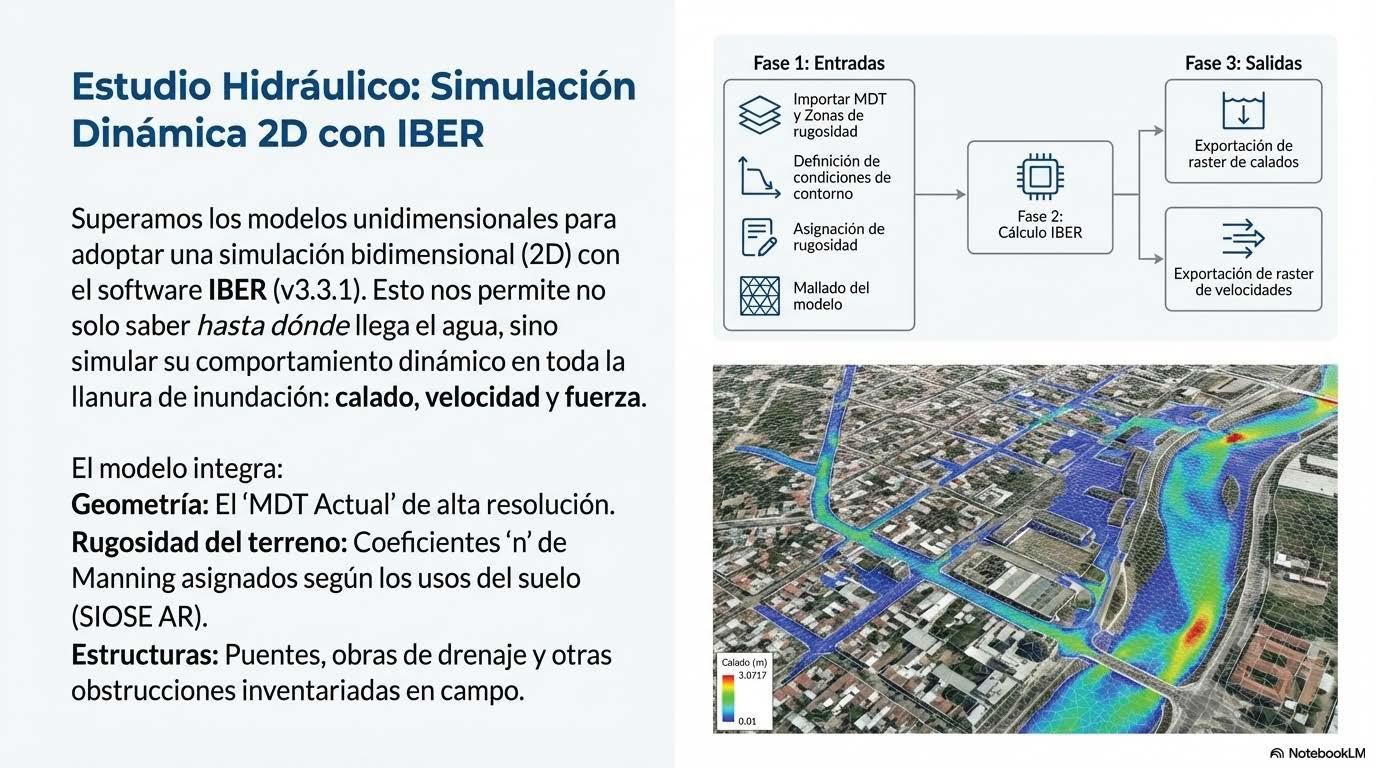 Estudio Hidráulico: Simulación
Dinámica 2D con IBER
Superamos los modelos unidimensionales para
adoptar una simulación bidimensional (2D) con
el software IBER (v3.3.1). Esto nos permite no
solo saber hasta dónde llega el agua, sino
simular su comportamiento dinámico en toda la
llanura de inundación: calado, velocidad y fuerza.
El modelo integra:
Geometría: El ‘MDT Actual’ de alta resolución.
Rugosidad del terreno: Coeficientes ‘n’ de
Manning asignados según los usos del suelo
(SIOSE AR).
Estructuras: Puentes, obras de drenaje y otras
obstrucciones inventariadas en campo.
Fase 1: Entradas
Importar MDT
y Zonas de
rugosidad
Definición de
condiciones de
contorno
Asignación de
rugosidad
Mallado del
modelo
Fase 2:
Cálculo IBER
Fase 3: Salidas
Exportación de
raster de calados
Exportación de raster
de velocidades
Calado (m)
3.0717
0.01
NotebookLM